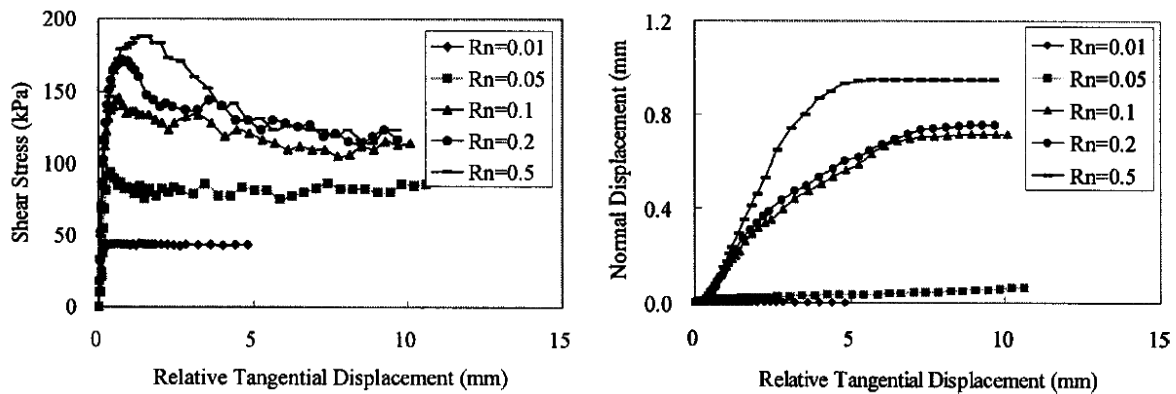 Shear Stress (kPa)
200
150
100
50
0
0
5
10
15
Relative Tangential Displacement (mm)
Rn=0.01
Rn=0.05
Rn=0.1
Rn=0.2
Rn=0.5
Normal Displacement (mm
1.2
0.8
0.4
0.0
0
5
10
15
Relative Tangential Displacement (mm)
Rn=0.01
Rn=0.05
Rn=0.1
Rn=0.2
Rn=0.5